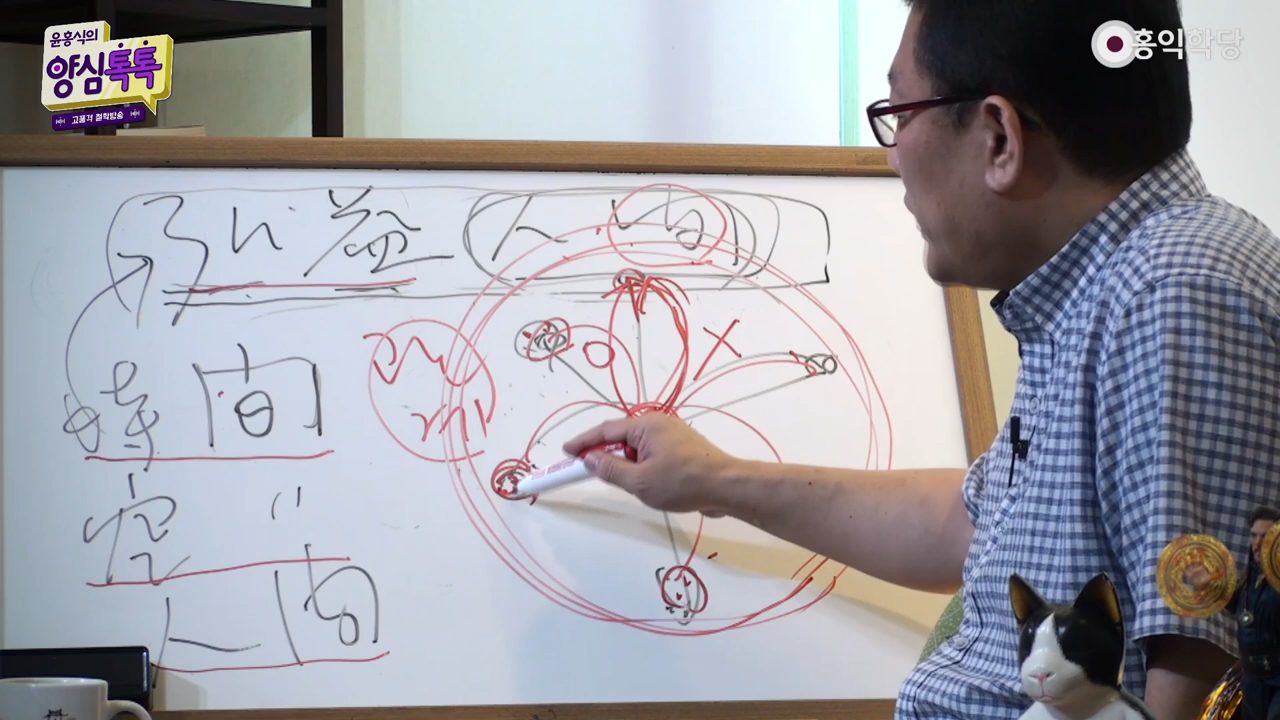 윤홍식의
양심톡톡
고품격 철학방송
홍익학당
弘益人間
時間
空〃
人間